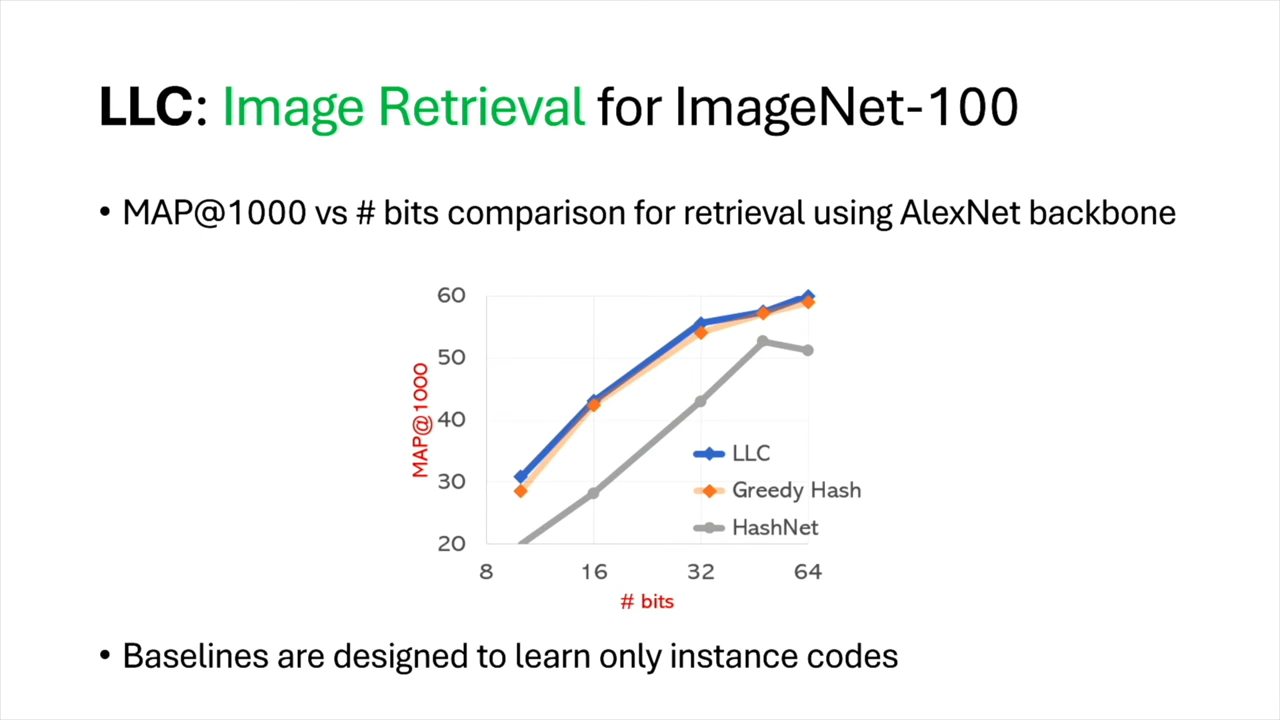 LLC: Image Retrieval for ImageNet-100
• MAP@1000 vs # bits comparison for retrieval using AlexNet backbone
60
50
40
30
20
MAP@1000
LLC
Greedy Hash
HashNet
8 16 32 64
# bits
• Baselines are designed to learn only instance codes